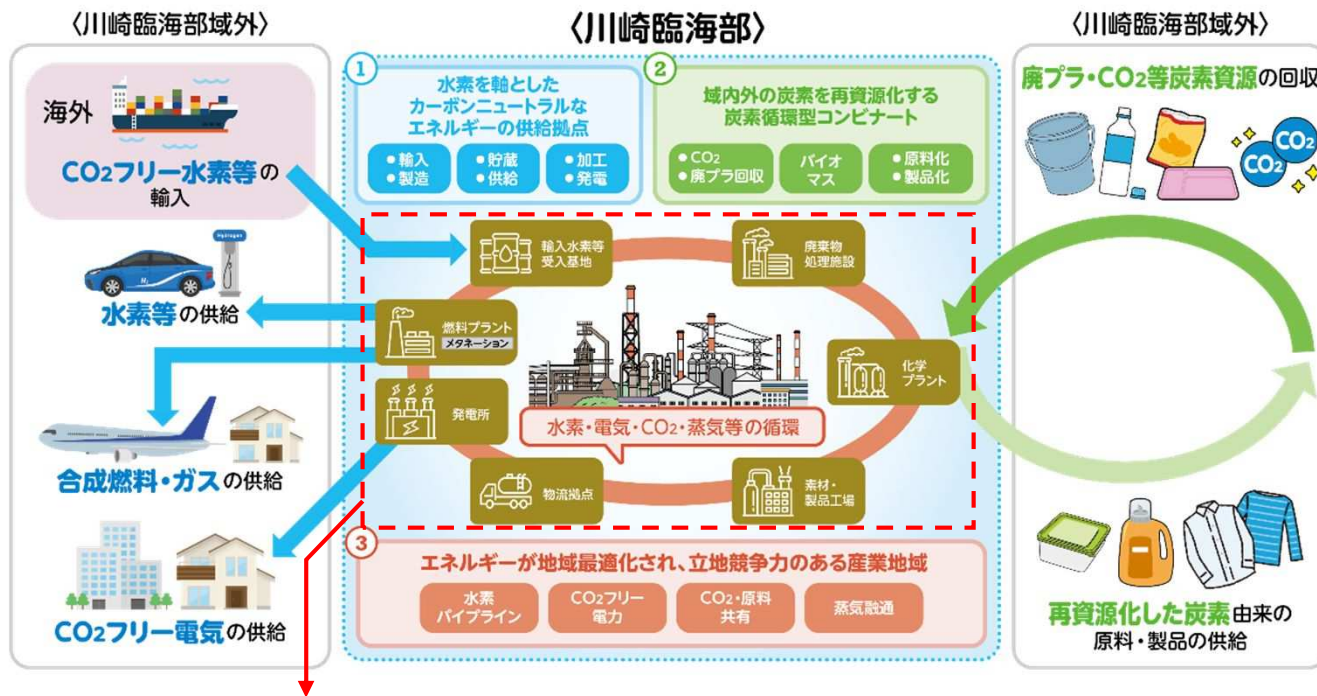 〈川崎臨海部域外〉
海外
CO2フリー水素等の
輸入
Hydrogen
H2
水素等の供給
合成燃料・ガスの供給
CO2フリー電気の供給
〈川崎臨海部〉
1
水素を軸とした
カーボンニュートラルな
エネルギーの供給拠点
●輸入
●製造
●貯蔵
●供給
●加工
●発電
2
域内外の炭素を再資源化する
炭素循環型コンビナート
●CO2
●廃プラ回収
バイオ
マス
●原料化
●製品化
輸入水素等
受入基地
廃棄物
処理施設
燃料プラント
メタネーション
化学
プラント
発電所
水素・電気・CO2・蒸気等の循環
物流拠点
素材・
製品工場
3
エネルギーが地域最適化され、立地競争力のある産業地域
水素
パイプライン
CO2フリー
電力
CO2・原料
共有
蒸気融通
〈川崎臨海部域外〉
廃プラ・CO2等炭素資源の回収
CO2
CO2
再資源化した炭素由来の
原料・製品の供給